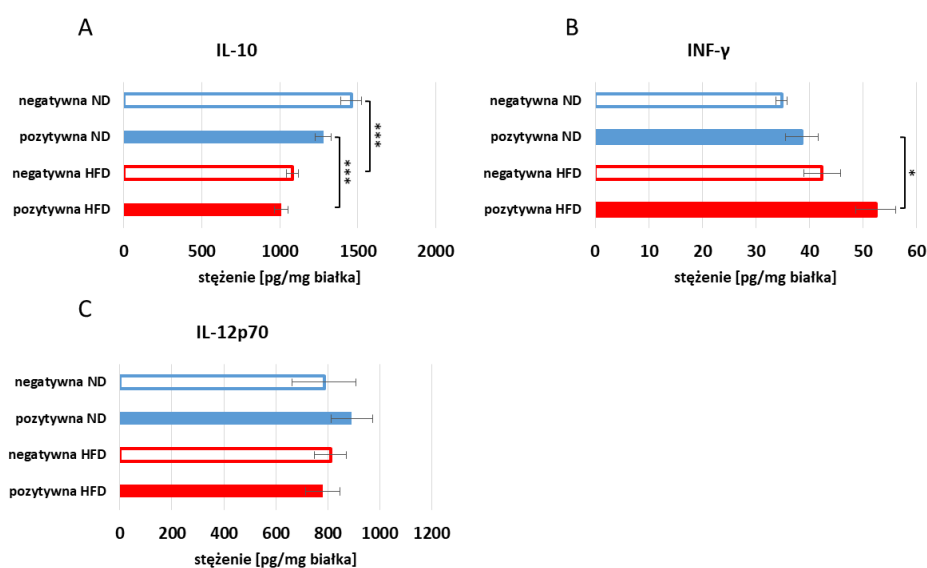 A
IL-10
negatywna ND
pozytywna ND
negatywna HFD
pozytywna HFD
***
***
0 500 1000 1500 2000
stężenie [pg/mg białka]
B
INF-γ
negatywna ND
pozytywna ND
negatywna HFD
pozytywna HFD
*
0 10 20 30 40 50 60
stężenie [pg/mg białka]
C
IL-12p70
negatywna ND
pozytywna ND
negatywna HFD
pozytywna HFD
0 200 400 600 800 1000 1200
stężenie [pg/mg białka]